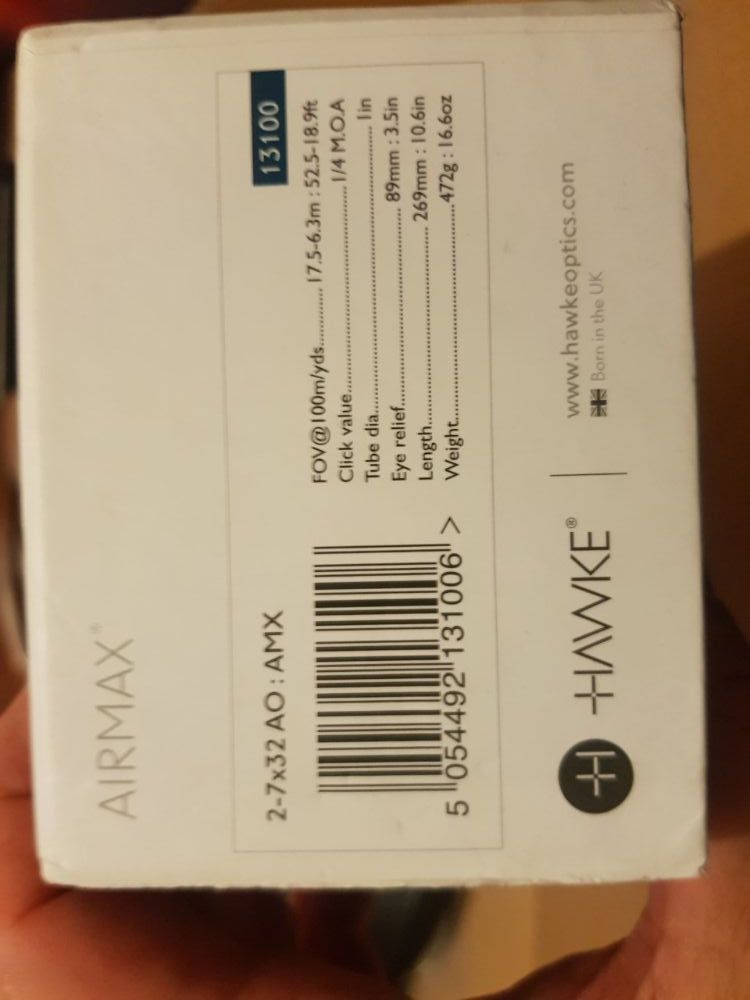 AIRMAX®
2-7x32 AO : AMX
13100
FOV@100m/yds............ 17.5-6.3m : 52.5-18.9ft
Click value................................... 1/4 M.O.A
Tube dia............................................... 1in
Eye relief................................. 89mm : 3.5in
Length................................. 269mm : 10.6in
Weight.................................... 472g : 16.6oz
5 054492 131006 >
H HAWKE®
www.hawkeoptics.com
Born in the UK